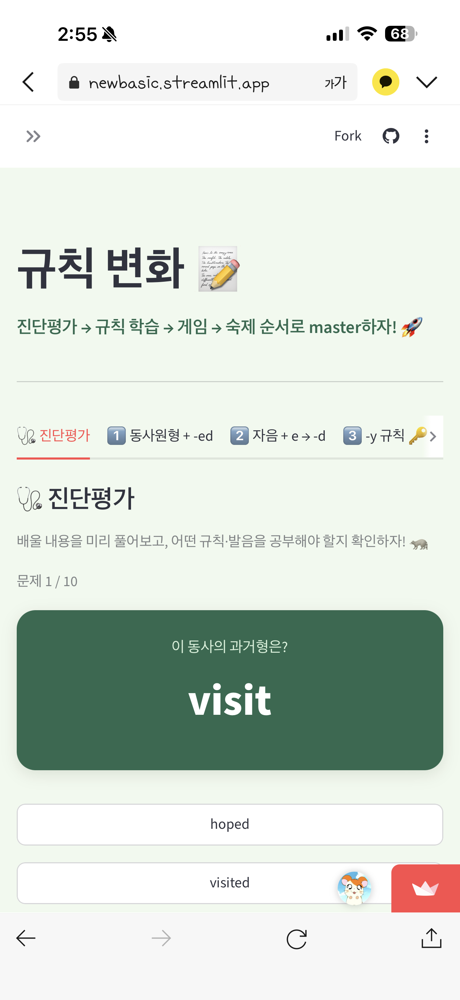 2:55
68
newbasic.streamlit.app
가가
Fork
규칙 변화
진단평가 → 규칙 학습 → 게임 → 숙제 순서로 master하자! 🚀
🩺 진단평가
1️⃣ 동사원형 + -ed
2️⃣ 자음 + e → -d
3️⃣ -y 규칙 🔑
🩺 진단평가
배울 내용을 미리 풀어보고, 어떤 규칙·발음을 공부해야 할지 확인하자! 🦝
문제 1 / 10
이 동사의 과거형은?
visit
hoped
visited